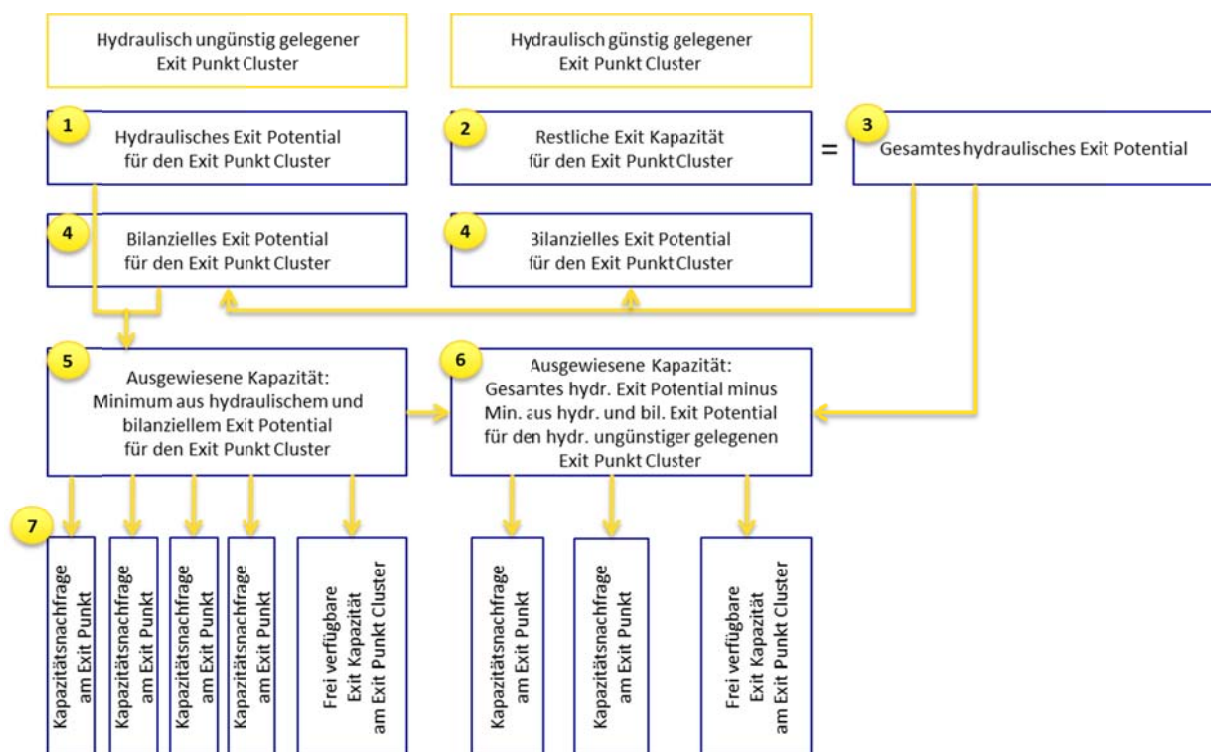 Hydraulisch ungünstig gelegener
Exit Punkt Cluster
Hydraulisch günstig gelegener
Exit Punkt Cluster
1
Hydraulisches Exit Potential
für den Exit Punkt Cluster
2
Restliche Exit Kapazität
für den Exit Punkt Cluster
=
3
Gesamtes hydraulisches Exit Potential
4
Bilanzielles Exit Potential
für den Exit Punkt Cluster
4
Bilanzielles Exit Potential
für den Exit Punkt Cluster
5
Ausgewiesene Kapazität:
Minimum aus hydraulischem und
bilanziellem Exit Potential
für den Exit Punkt Cluster
6
Ausgewiesene Kapazität:
Gesamtes hydr. Exit Potential minus
Min. aus hydr. und bil. Exit Potential
für den hydr. ungünstiger gelegenen
Exit Punkt Cluster
7
Kapazitätsnachfrage
am Exit Punkt
Kapazitätsnachfrage
am Exit Punkt
Kapazitätsnachfrage
am Exit Punkt
Kapazitätsnachfrage
am Exit Punkt
Frei verfügbare
Exit Kapazität
am Exit Punkt Cluster
Kapazitätsnachfrage
am Exit Punkt
Kapazitätsnachfrage
am Exit Punkt
Frei verfügbare
Exit Kapazität
am Exit Punkt Cluster